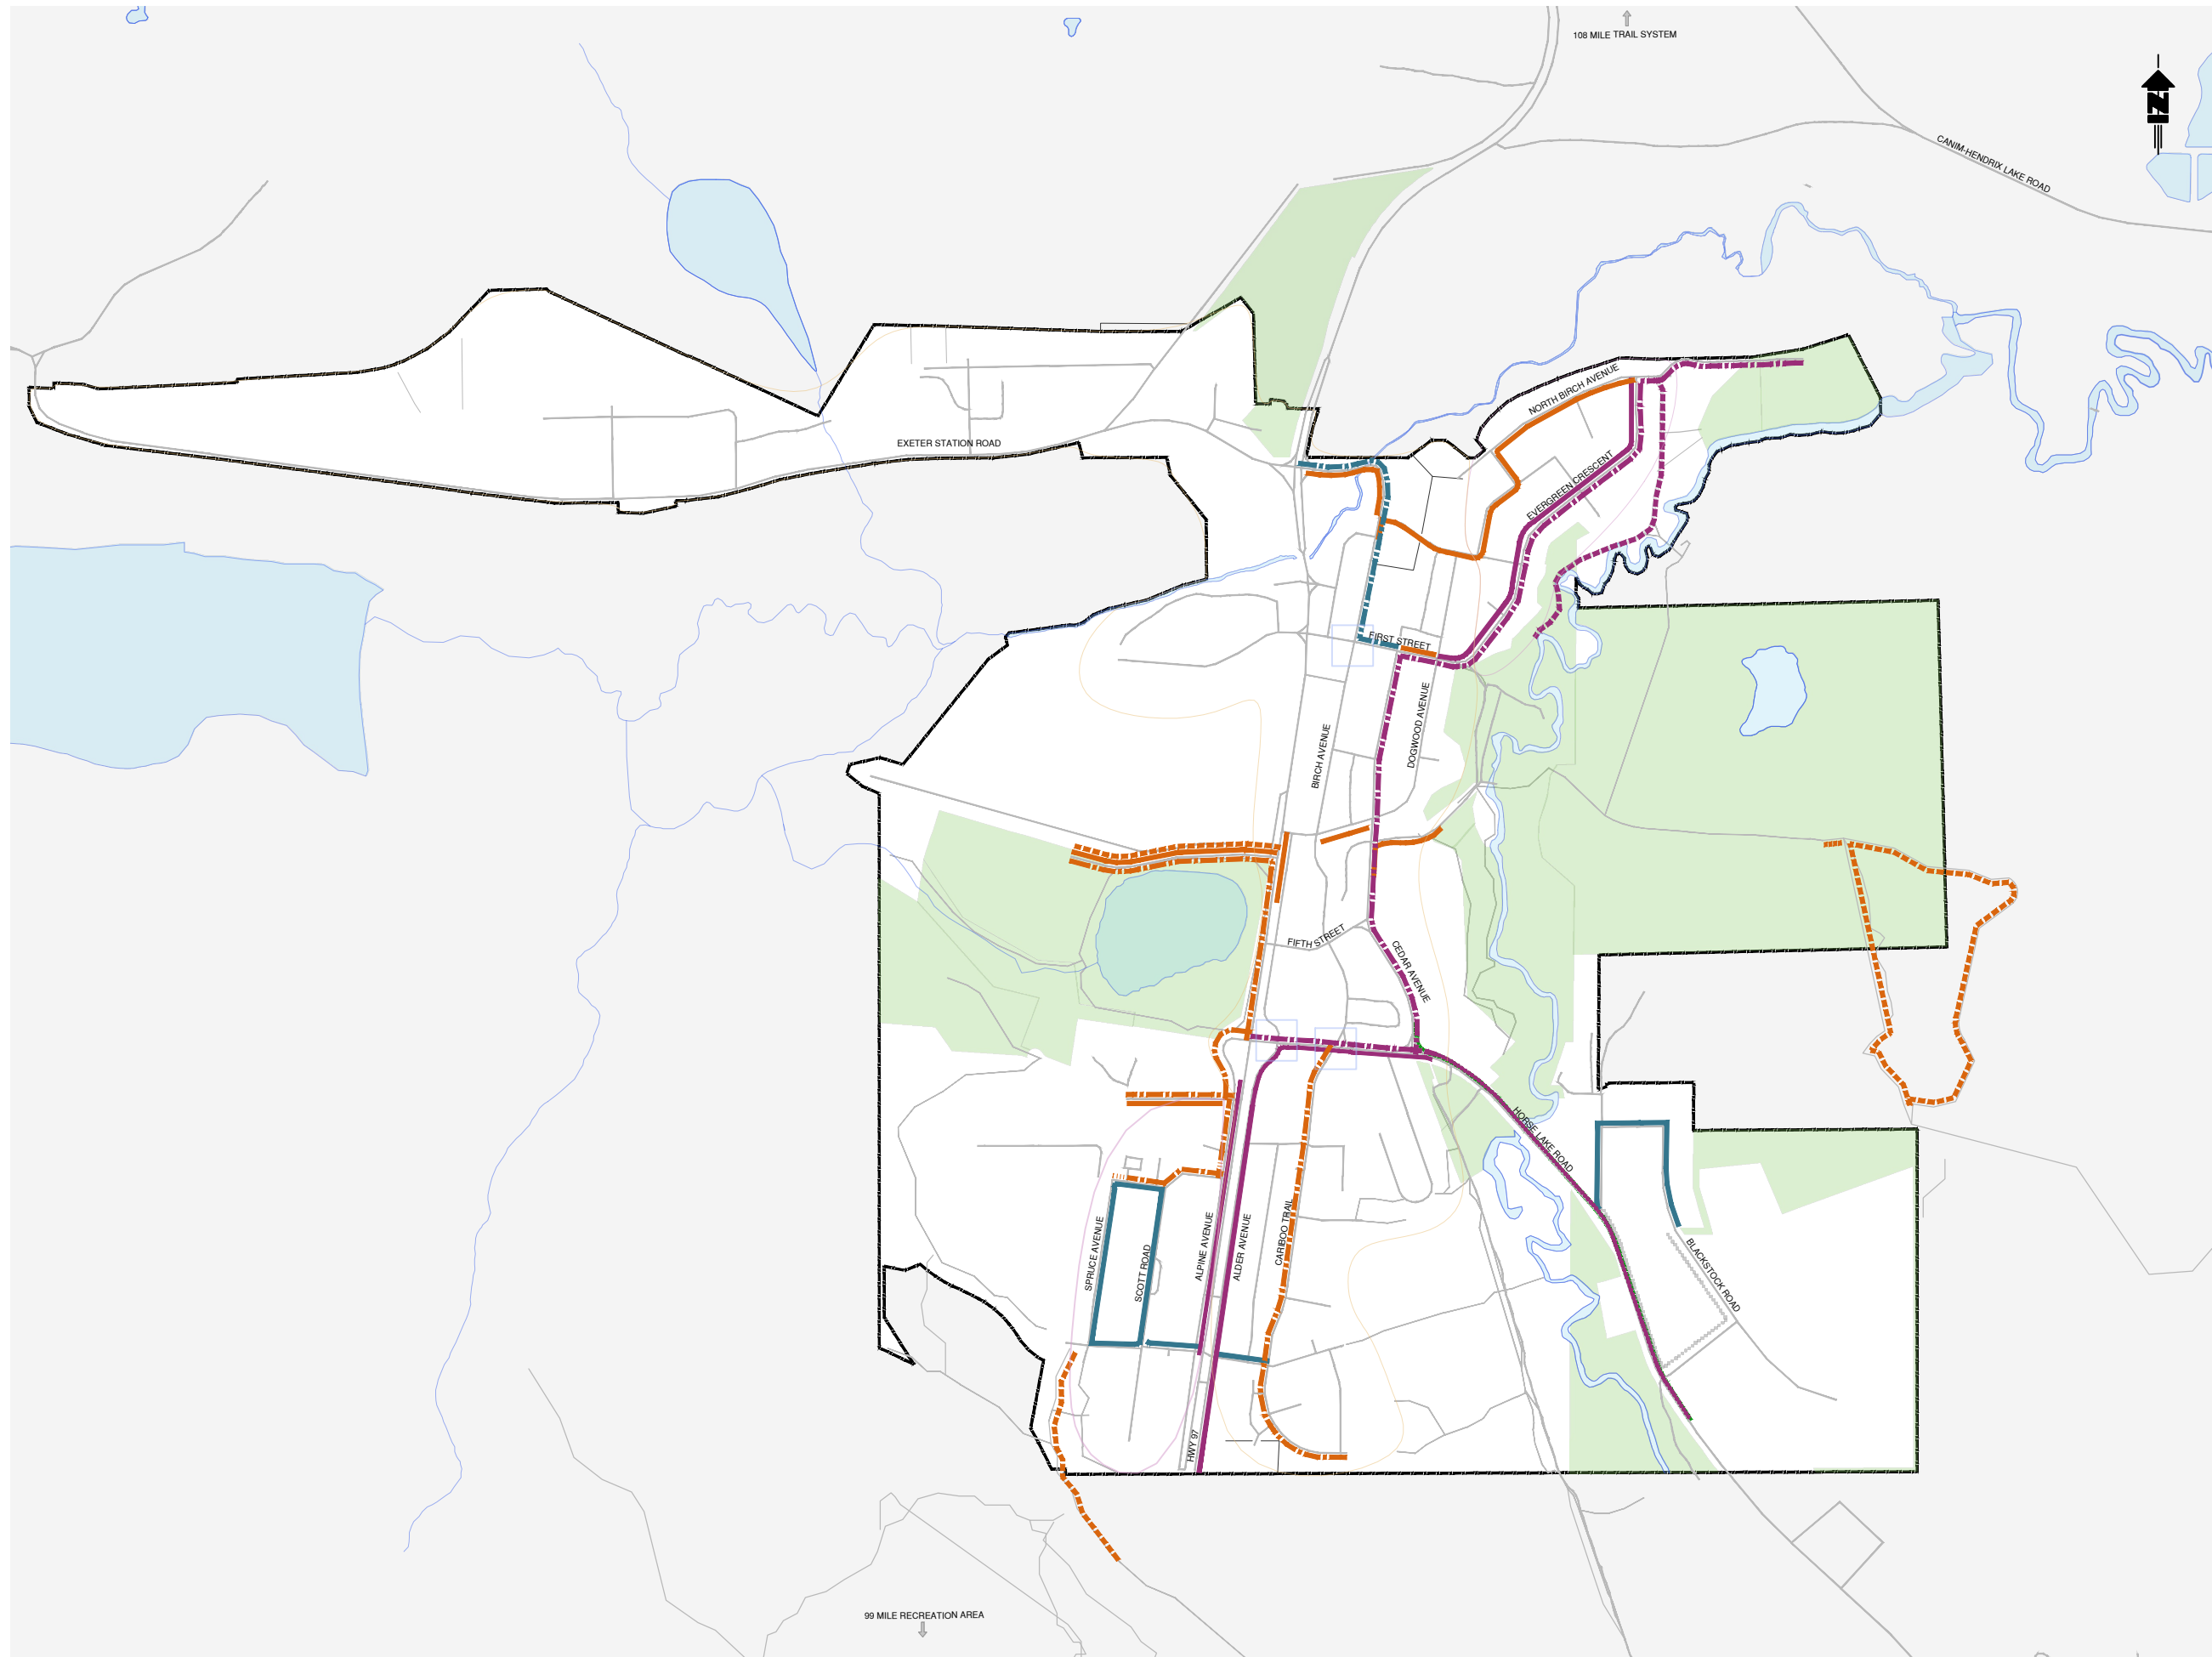 108 MILE TRAIL SYSTEM
N
CANIM-HENDRIX LAKE ROAD
NORTH BIRCH AVENUE
EXETER STATION ROAD
EVERGREEN CRESCENT
FIRST STREET
DOGWOOD AVENUE
BIRCH AVENUE
FIFTH STREET
CEDAR AVENUE
HORSE LAKE ROAD
SPRUCE AVENUE
SCOTT ROAD
ALPINE AVENUE
ALDER AVENUE
CARIBOO TRAIL
BLACKSTOCK ROAD
HWY 97
99 MILE RECREATION AREA